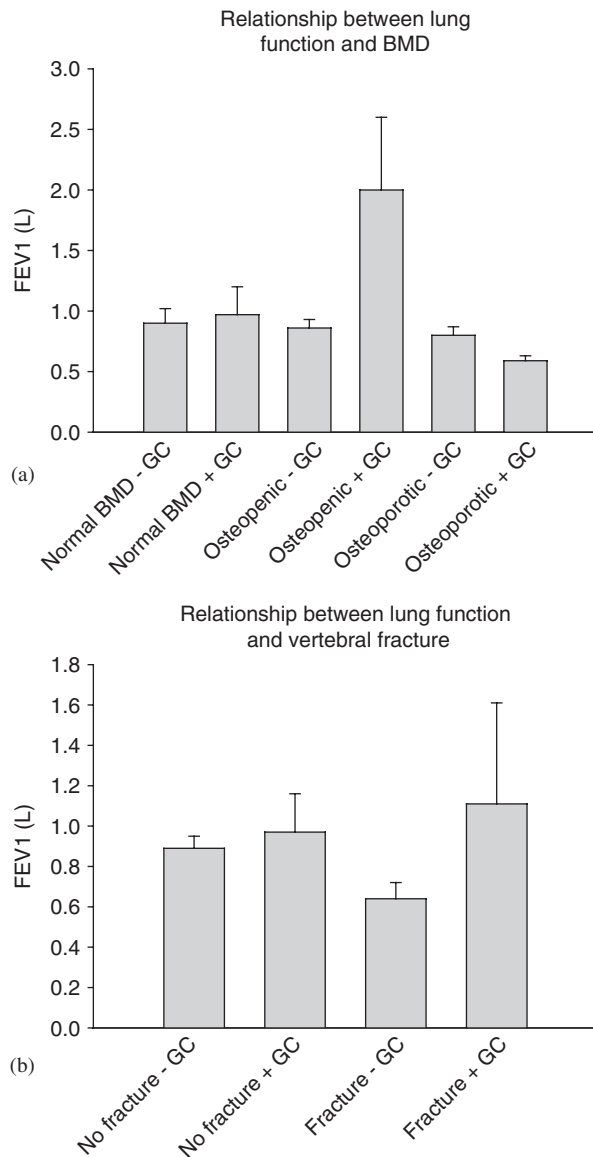 Relationship between lung
function and BMD
3.0
2.5
2.0
1.5
1.0
0.5
0.0
FEV1 (L)
Normal BMD - GC
Normal BMD + GC
Osteopenic - GC
Osteopenic + GC
Osteoporotic - GC
Osteoporotic + GC
(a)
Relationship between lung function
and vertebral fracture
1.8
1.6
1.4
1.2
1.0
0.8
0.6
0.4
0.2
0.0
FEV1 (L)
No fracture - GC
No fracture + GC
Fracture - GC
Fracture + GC
(b)